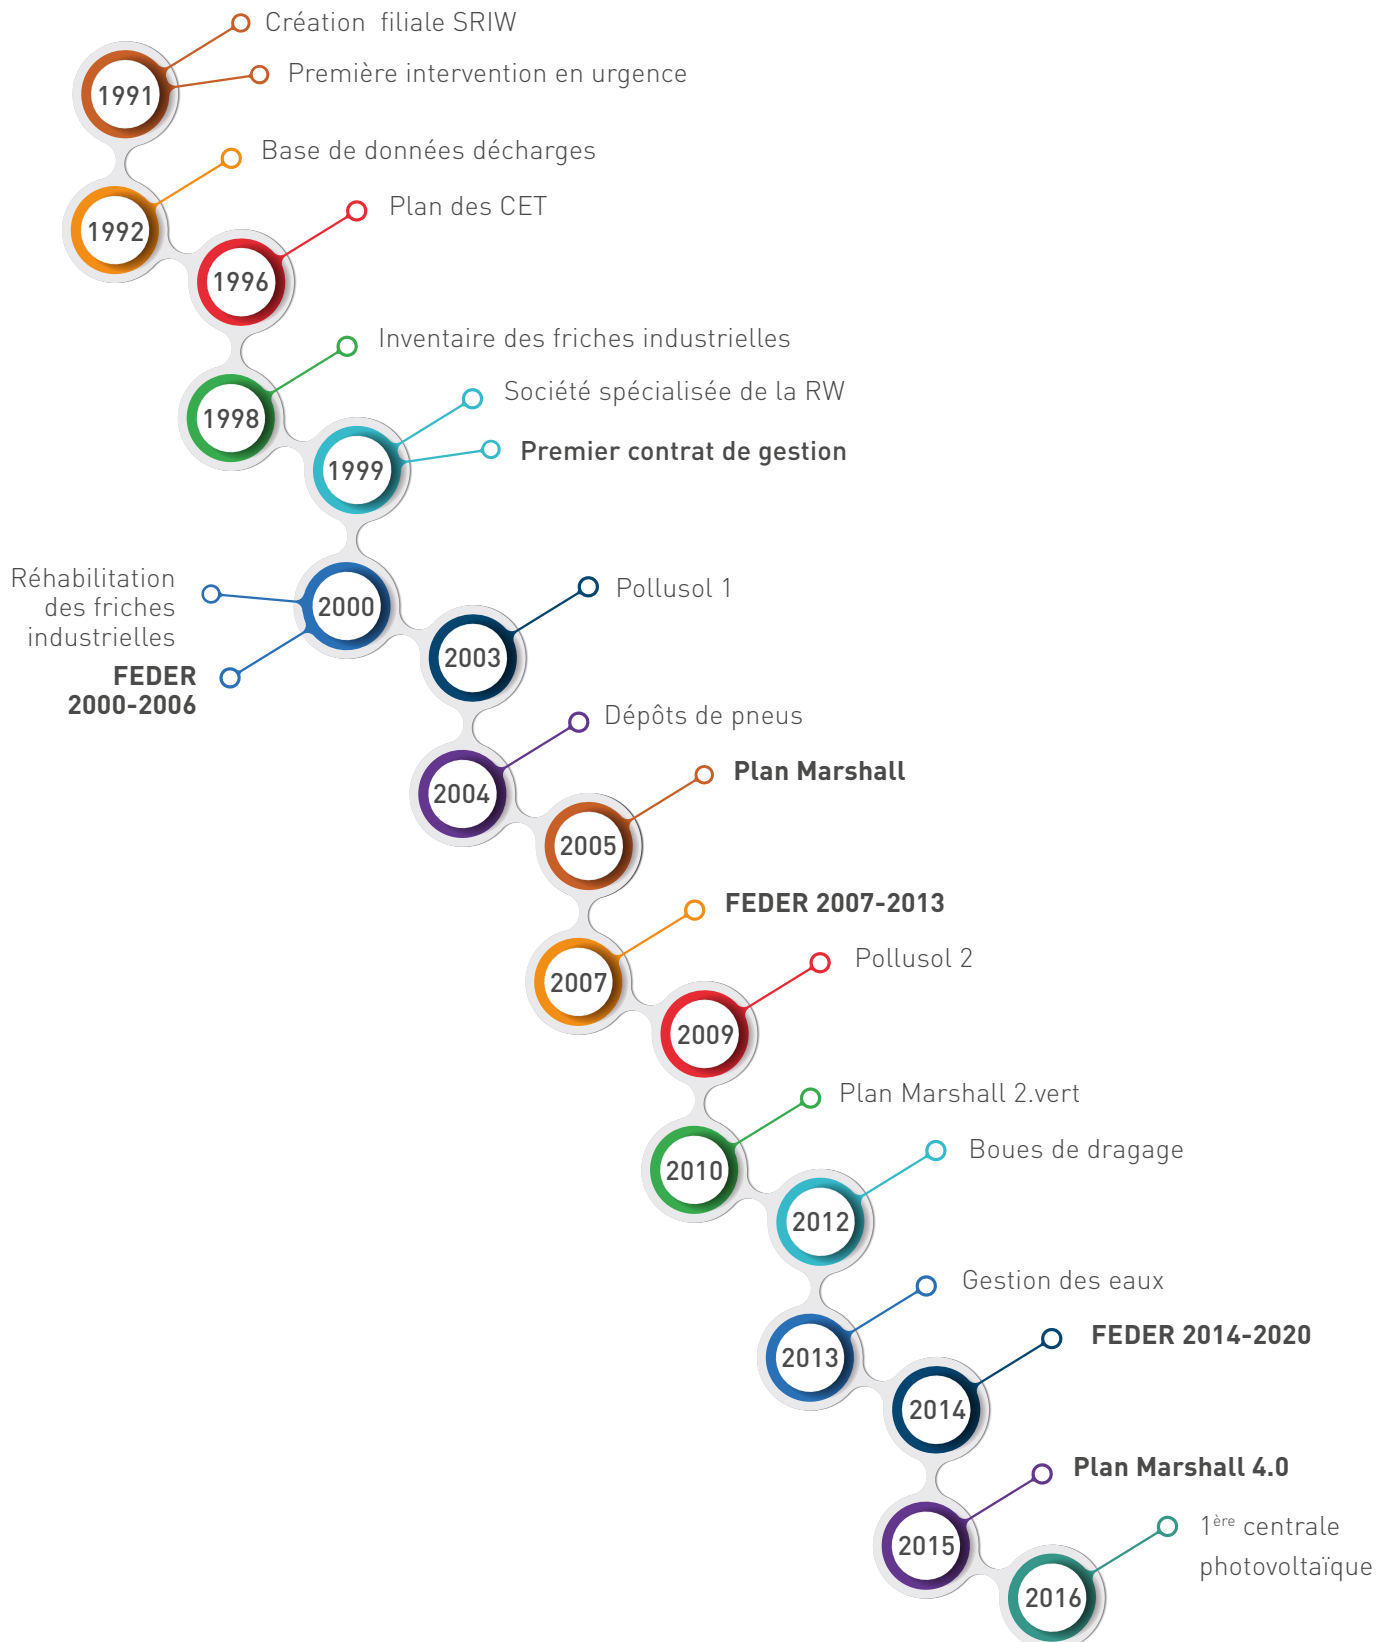 Création filiale SRIW
Première intervention en urgence
1991
Base de données décharges
1992
Plan des CET
1996
Inventaire des friches industrielles
1998
Société spécialisée de la RW
Premier contrat de gestion
1999
Réhabilitation
des friches
industrielles
FEDER
2000-2006
2000
Pollusol 1
2003
Dépôts de pneus
2004
Plan Marshall
2005
FEDER 2007-2013
2007
Pollusol 2
2009
Plan Marshall 2.vert
2010
Boues de dragage
2012
Gestion des eaux
2013
FEDER 2014-2020
2014
Plan Marshall 4.0
2015
1ère centrale
photovoltaïque
2016